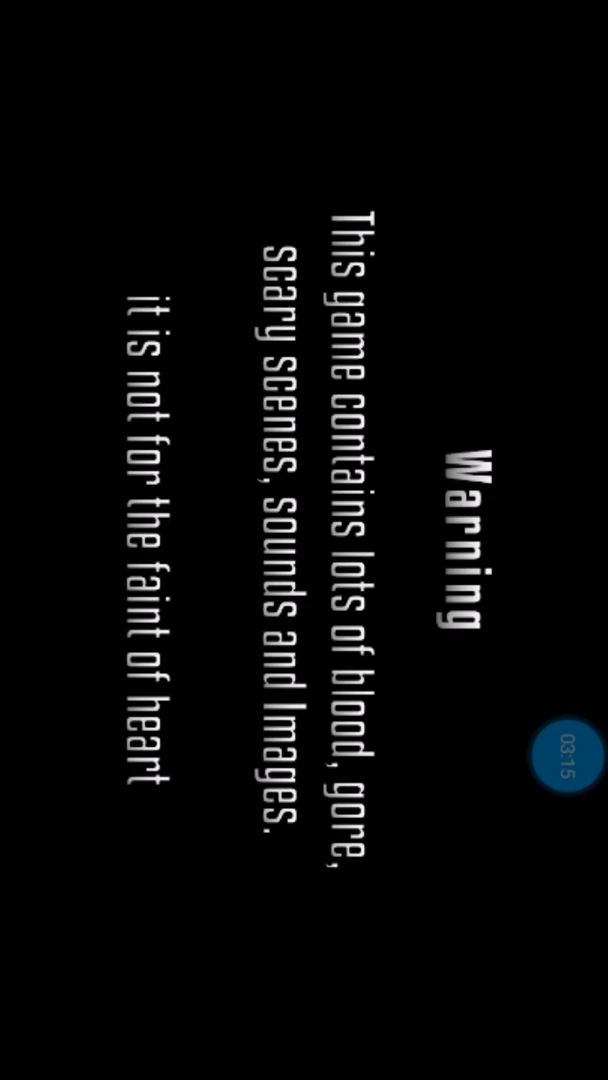 Warning
This game contains lots of blood, gore,
scary scenes, sounds and Images.
it is not for the faint of heart
03:15